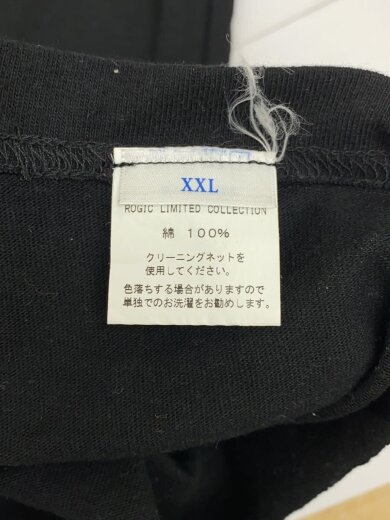 XXL
ROGIC LIMITED COLLECTION
綿 100%
クリーニングネットを
使用してください。
色落ちする場合がありますので
単独でのお洗濯をお勧めします。